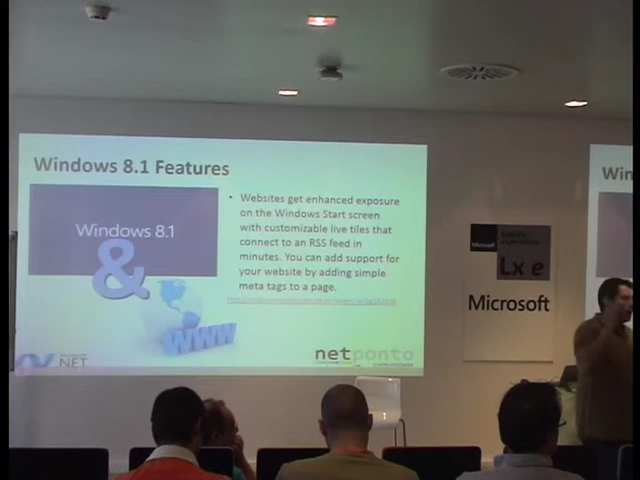 Windows 8.1 Features
Windows 8.1
&
www
• Websites get enhanced exposure
on the Windows Start screen
with customizable live tiles that
connect to an RSS feed in
minutes. You can add support for
your website by adding simple
meta tags to a page.
.NET
netponto
Win
Microsoft
Lx e
Microsoft